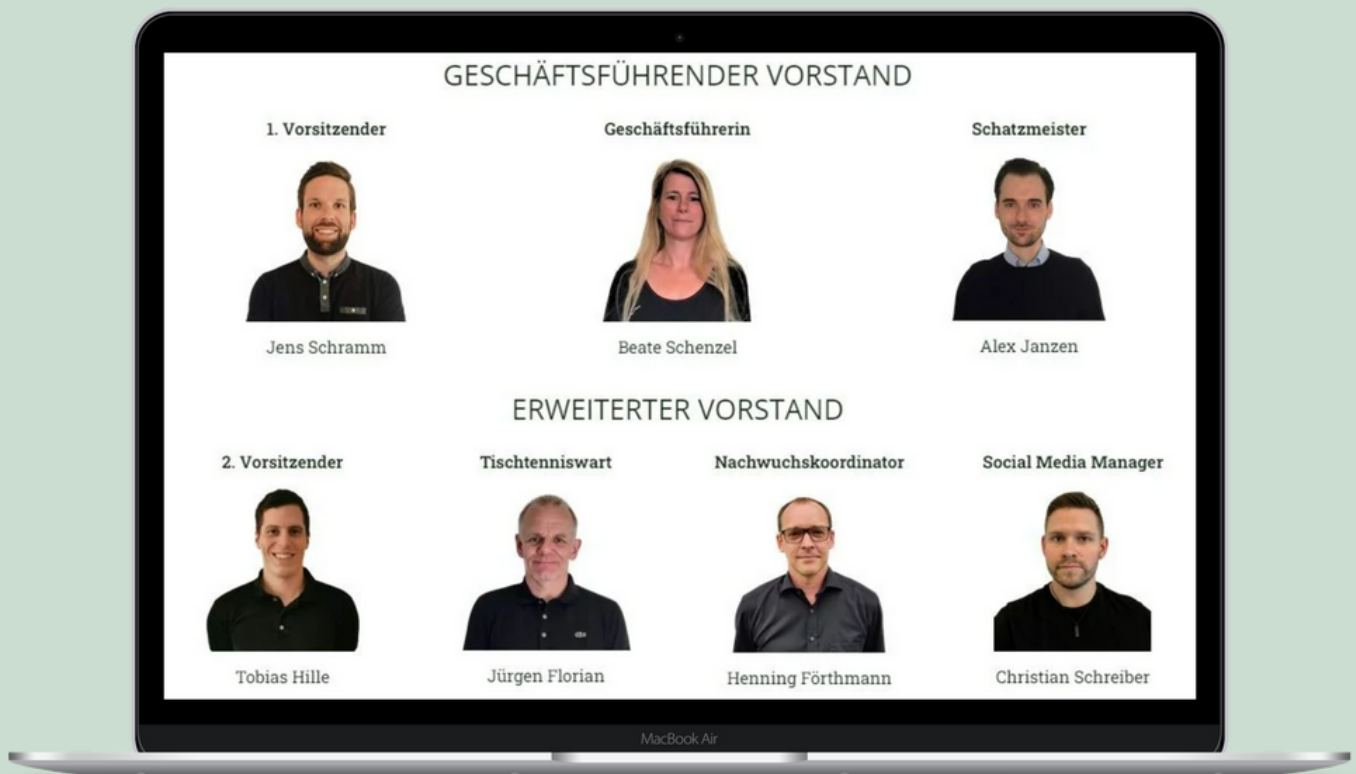 GESCHÄFTSFÜHRENDER VORSTAND
1. Vorsitzender
Geschäftsführerin
Schatzmeister
Jens Schramm
Beate Schenzel
Alex Janzen
ERWEITERTER VORSTAND
2. Vorsitzender
Tischtenniswart
Nachwuchskoordinator
Social Media Manager
Tobias Hille
Jürgen Florian
Henning Förthmann
Christian Schreiber
MacBook Air